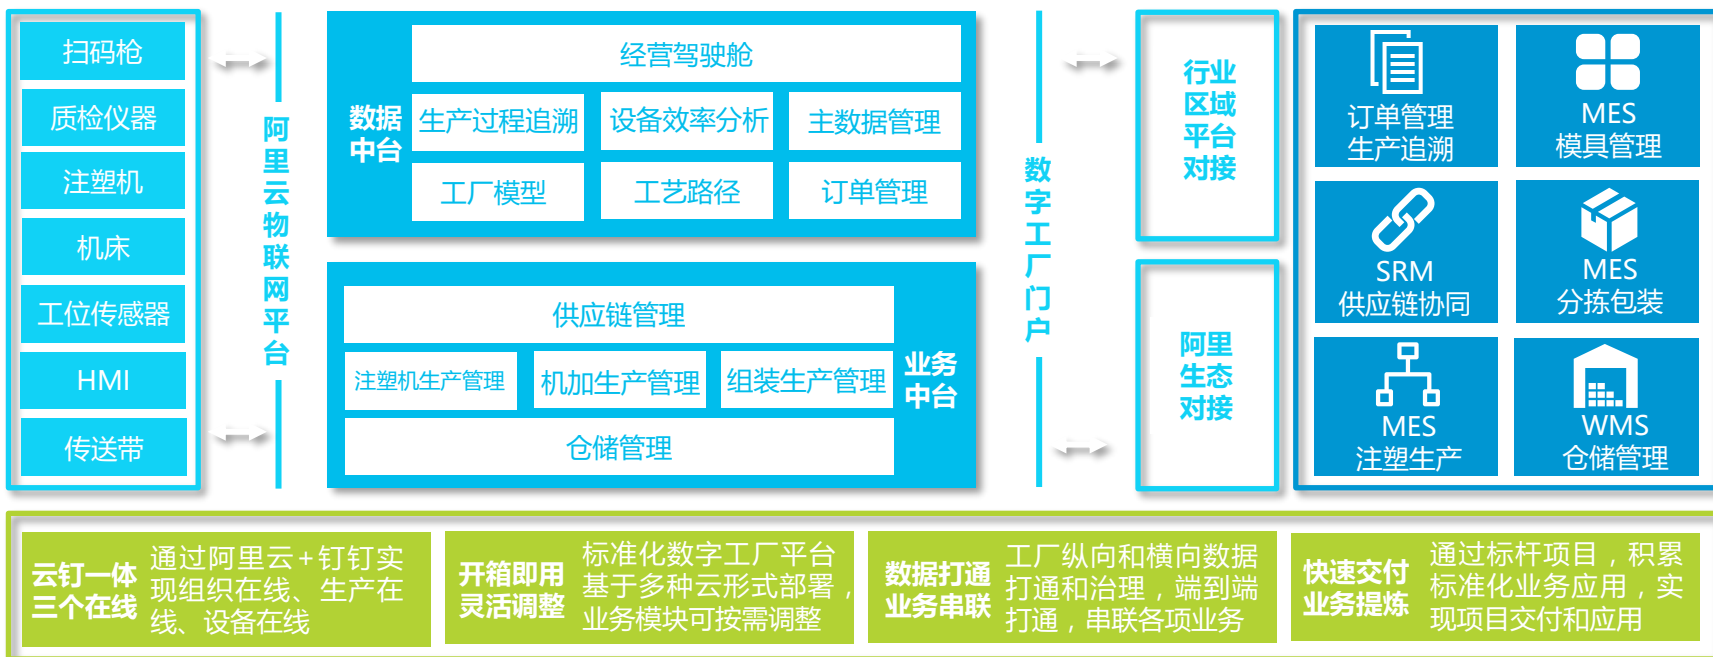 扫码枪
质检仪器
注塑机
机床
工位传感器
HMI
传送带
阿里云物联网平台
数据
中台
经营驾驶舱
生产过程追溯
设备效率分析
主数据管理
工厂模型
工艺路径
订单管理
供应链管理
注塑机生产管理
机加生产管理
组装生产管理
仓储管理
业务
中台
数字工厂门户
行业
区域
平台
对接
阿里
生态
对接
订单管理
生产追溯
MES
模具管理
SRM
供应链协同
MES
分拣包装
MES
注塑生产
WMS
仓储管理
云钉一体
三个在线
通过阿里云+钉钉实
现组织在线、生产在
线、设备在线
开箱即用
灵活调整
标准化数字工厂平台
基于多种云形式部署，
业务模块可按需调整
数据打通
业务串联
工厂纵向和横向数据
打通和治理，端到端
打通，串联各项业务
快速交付
业务提炼
通过标杆项目，积累
标准化业务应用，实
现项目交付和应用